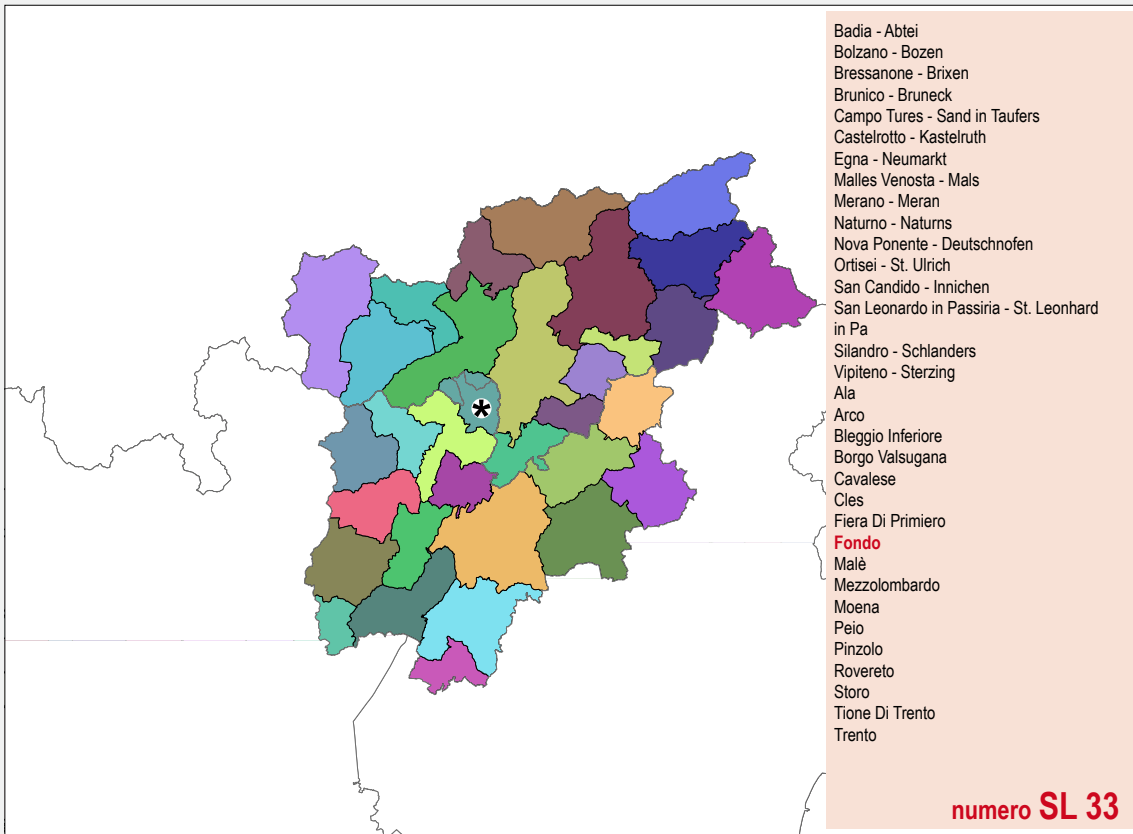 Badia - Abtei
Bolzano - Bozen
Bressanone - Brixen
Brunico - Bruneck
Campo Tures - Sand in Taufers
Castelrotto - Kastelruth
Egna - Neumarkt
Malles Venosta - Mals
Merano - Meran
Naturno - Naturns
Nova Ponente - Deutschnofen
Ortisei - St. Ulrich
San Candido - Innichen
San Leonardo in Passiria - St. Leonhard
in Pa
Silandro - Schlanders
Vipiteno - Sterzing
Ala
Arco
Bleggio Inferiore
Borgo Valsugana
Cavalese
Cles
Fiera Di Primiero
Fondo
Malè
Mezzolombardo
Moena
Peio
Pinzolo
Rovereto
Storo
Tione Di Trento
Trento
numero SL 33